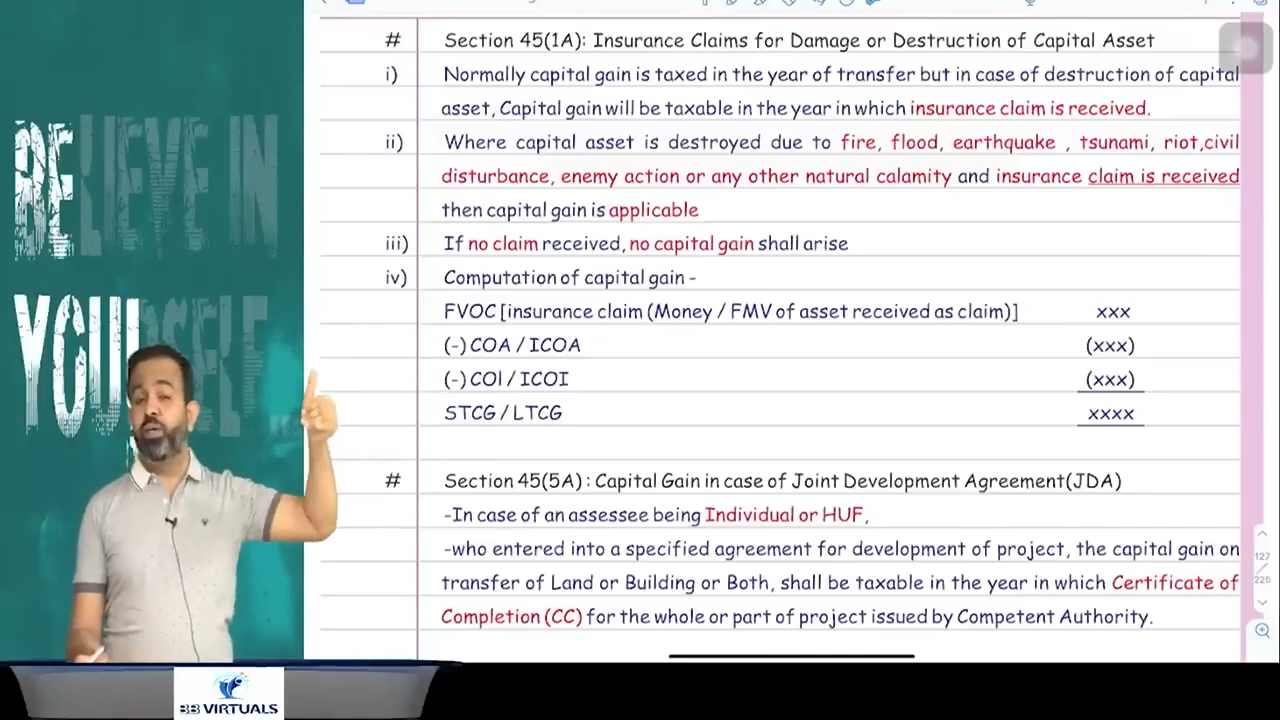 BELIEVE IN
YOURSELF
# Section 45(1A): Insurance Claims for Damage or Destruction of Capital Asset
i) Normally capital gain is taxed in the year of transfer but in case of destruction of capital
asset, Capital gain will be taxable in the year in which insurance claim is received.
ii) Where capital asset is destroyed due to fire, flood, earthquake , tsunami, riot,civil
disturbance, enemy action or any other natural calamity and insurance claim is received
then capital gain is applicable
iii) If no claim received, no capital gain shall arise
iv) Computation of capital gain -
FVOC [insurance claim (Money / FMV of asset received as claim)] xxx
(-) COA / ICOA (xxx)
(-) COI / ICOI (xxx)
STCG / LTCG xxxx
# Section 45(5A) : Capital Gain in case of Joint Development Agreement(JDA)
-In case of an assessee being Individual or HUF,
-who entered into a specified agreement for development of project, the capital gain on
transfer of Land or Building or Both, shall be taxable in the year in which Certificate of
Completion (CC) for the whole or part of project issued by Competent Authority.
127
/
226
BB VIRTUALS